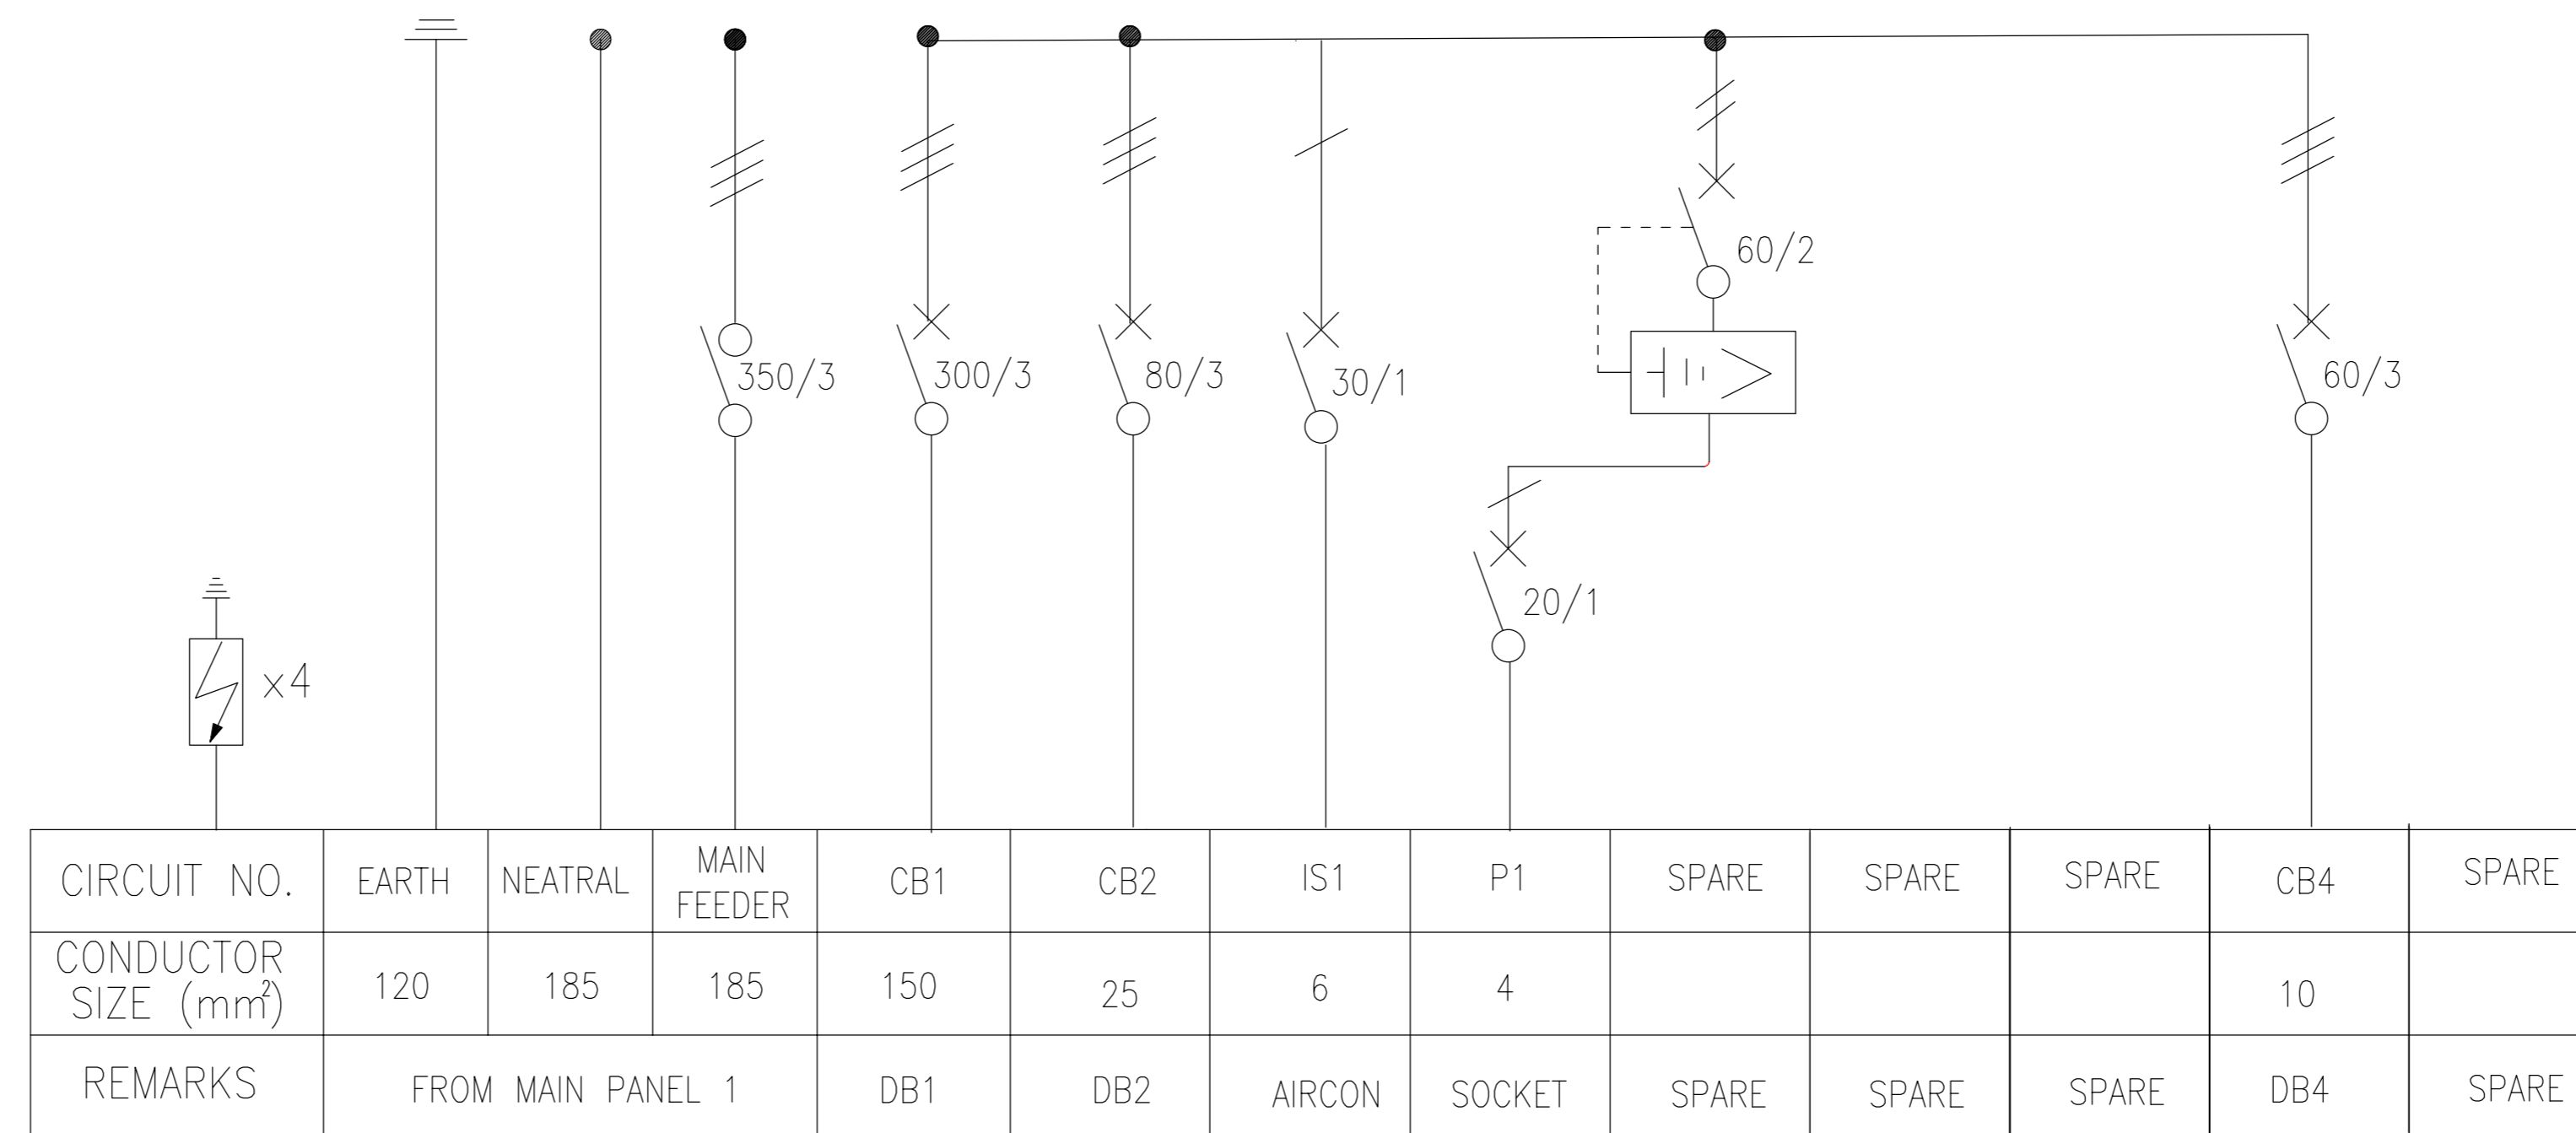 60/2
350/3
300/3
80/3
30/1
60/3
20/1
x4
CIRCUIT NO.
EARTH
NEATRAL
MAIN
FEEDER
CB1
CB2
IS1
P1
SPARE
SPARE
SPARE
CB4
SPARE
CONDUCTOR
SIZE (mm²)
120
185
185
150
25
6
4
10
REMARKS
FROM MAIN PANEL 1
DB1
DB2
AIRCON
SOCKET
SPARE
SPARE
SPARE
DB4
SPARE